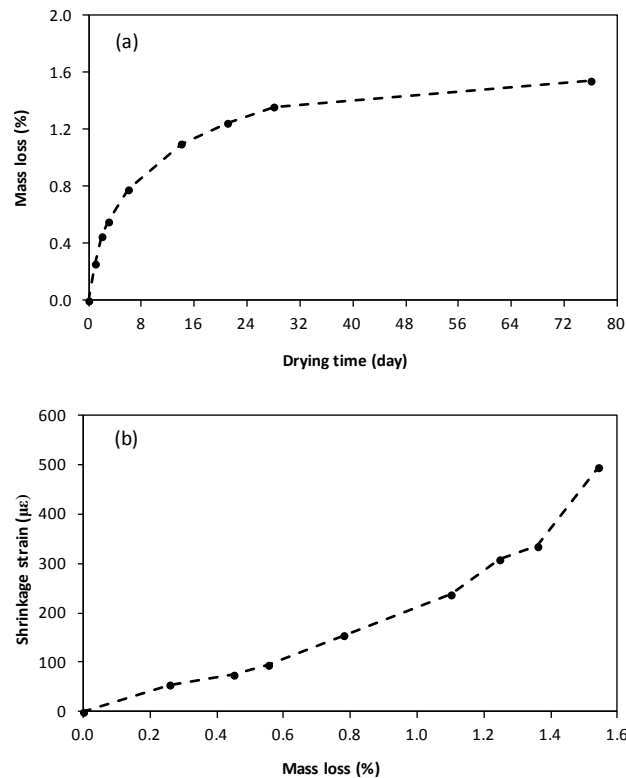 (a)
Mass loss (%)
2.0
1.6
1.2
0.8
0.4
0.0
0 8 16 24 32 40 48 56 64 72 80
Drying time (day)
(b)
Shrinkage strain (με)
600
500
400
300
200
100
0
0.0 0.2 0.4 0.6 0.8 1.0 1.2 1.4 1.6
Mass loss (%)